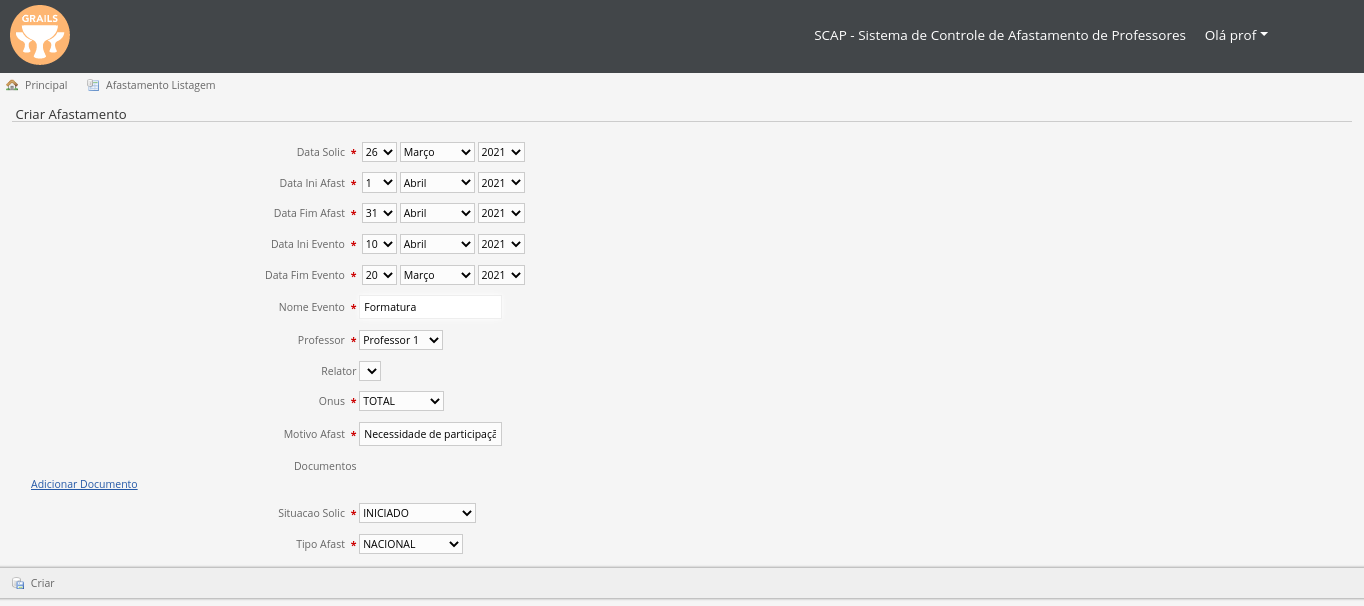 GRAILS
SCAP - Sistema de Controle de Afastamento de Professores Olá prof
Principal Afastamento Listagem
Criar Afastamento
Data Solic * 26 Março 2021
Data Ini Afast * 1 Abril 2021
Data Fim Afast * 31 Abril 2021
Data Ini Evento * 10 Abril 2021
Data Fim Evento * 20 Março 2021
Nome Evento * Formatura
Professor * Professor 1
Relator
Onus * TOTAL
Motivo Afast * Necessidade de participaçã
Documentos
Adicionar Documento
Situacao Solic * INICIADO
Tipo Afast * NACIONAL
Criar